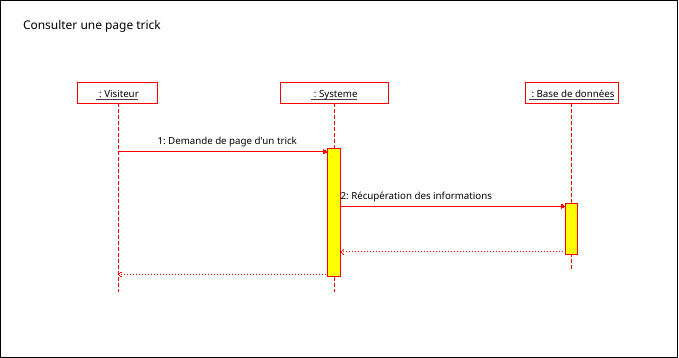 Consulter une page trick
: Visiteur
: Systeme
: Base de données
1: Demande de page d'un trick
2: Récupération des informations